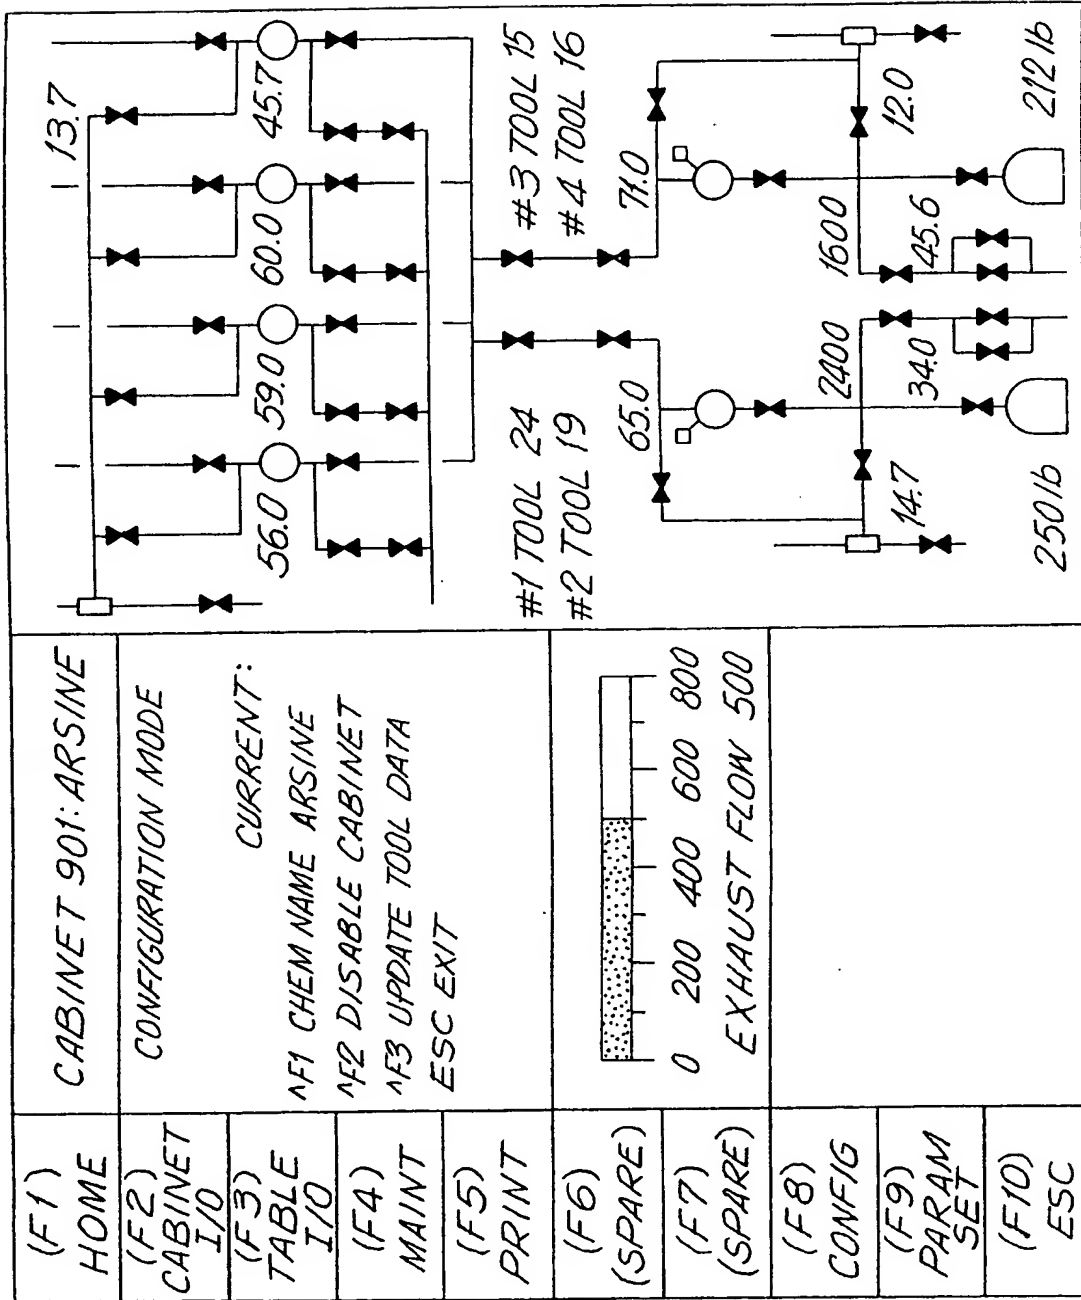 (F1)
HOME
(F2)
CABINET
I/O
(F3)
TABLE
I/O
(F4)
MAINT
(F5)
PRINT
(F6)
(SPARE)
(F7)
(SPARE)
(F8)
CONFIG
(F9)
PARAM
SET
(F10)
ESC
CABINET 901: ARSINE
CONFIGURATION MODE
CURRENT:
^F1 CHEM NAME ARSINE
^F2 DISABLE CABINET
^F3 UPDATE TOOL DATA
ESC EXIT
0 200 400 600 800
EXHAUST FLOW 500
13.7
56.0 59.0 60.0 45.7
#1 TOOL 24 #3 TOOL 15
#2 TOOL 19 #4 TOOL 16
65.0 71.0
2400 1600
14.7 34.0 45.6 12.0
250 lb 212 lb